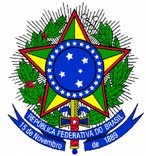 REPÚBLICA FEDERATIVA DO BRASIL
15 de Novembro de 1889